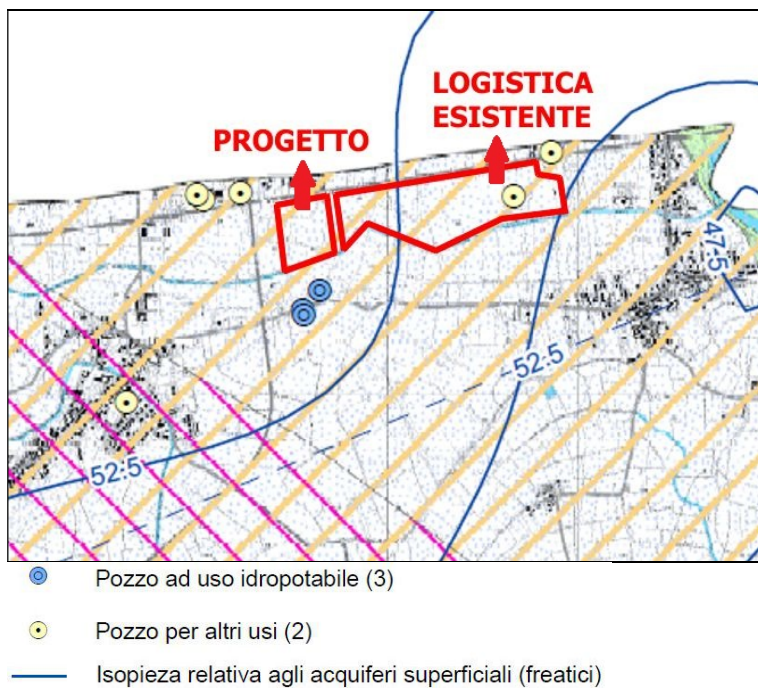 LOGISTICA
ESISTENTE
PROGETTO
47-5
52.5
52.5
Pozzo ad uso idropotabile (3)
Pozzo per altri usi (2)
Isopieza relativa agli acquiferi superficiali (freatici)